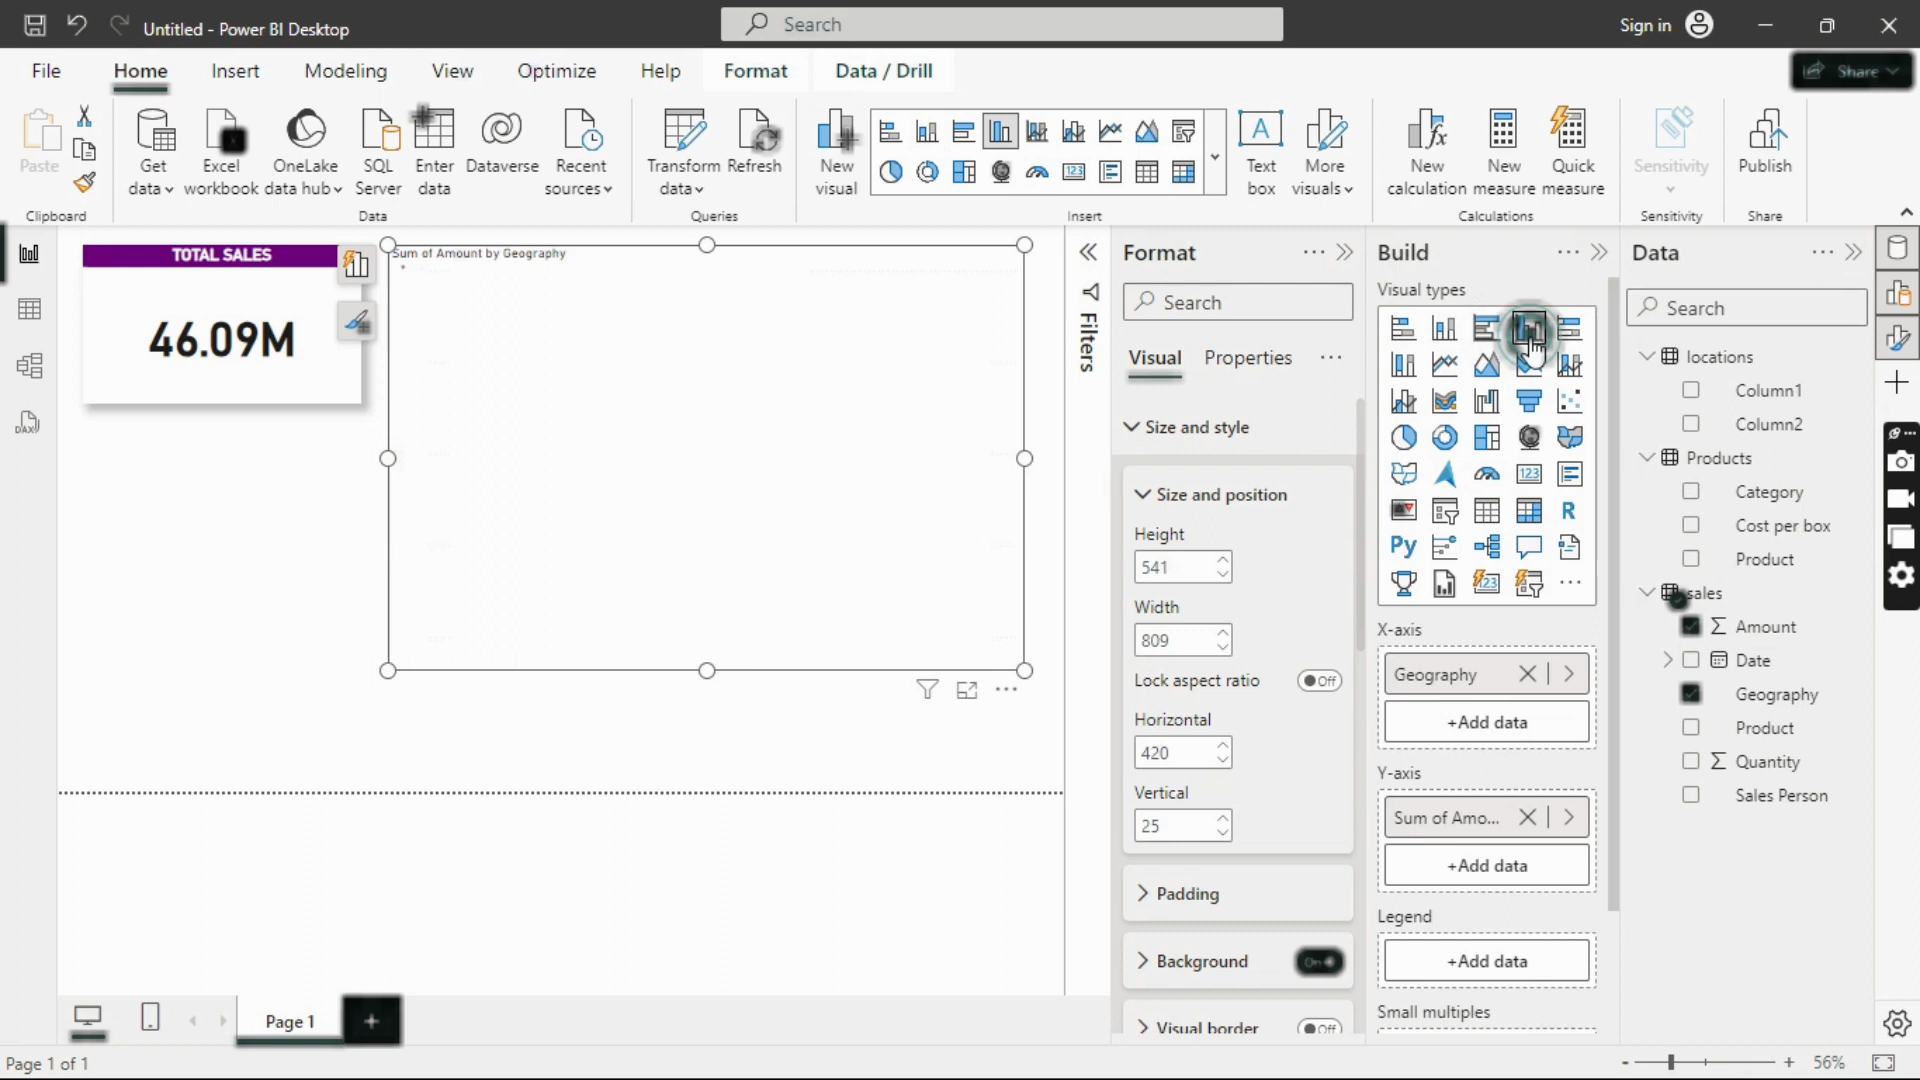 Untitled - Power BI Desktop
Search
Sign in
File
Home
Insert
Modeling
View
Optimize
Help
Format
Data / Drill
Share
Paste
Get data
Excel workbook
OneLake data hub
SQL Server
Enter data
Dataverse
Recent sources
Transform data
Refresh
New visual
Text box
More visuals
New calculation
New measure
Quick measure
Sensitivity
Publish
Clipboard
Data
Queries
Insert
Calculations
Sensitivity
Share
TOTAL SALES
46.09M
Sum of Amount by Geography
Filters
Format
Search
Visual
Properties
Size and style
Size and position
Height
541
Width
809
Lock aspect ratio
Off
Horizontal
420
Vertical
25
Padding
Background
On
Visual border
Off
Build
Visual types
123
R
Py
123
X-axis
Geography
+Add data
Y-axis
Sum of Amo...
+Add data
Legend
+Add data
Small multiples
Data
Search
locations
Column1
Column2
Products
Category
Cost per box
Product
sales
Σ Amount
Date
Geography
Product
Σ Quantity
Sales Person
DAX
Page 1
+
Page 1 of 1
- + 56%